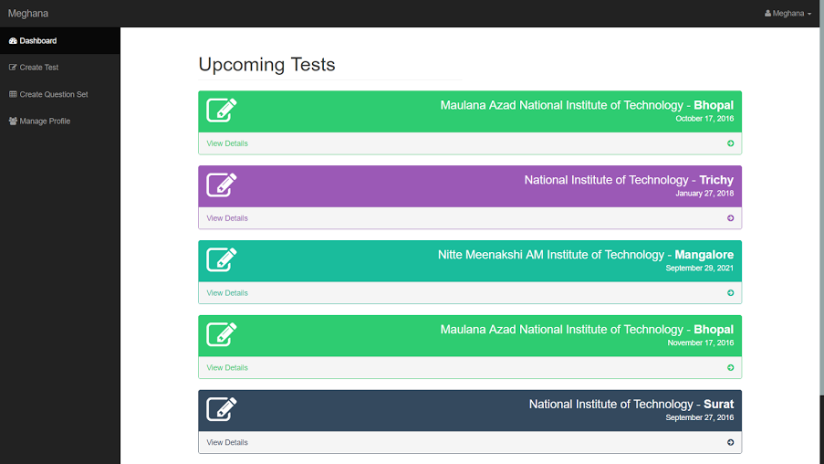 Meghana
Meghana
Dashboard
Create Test
Create Question Set
Manage Profile
Upcoming Tests
Maulana Azad National Institute of Technology - Bhopal
October 17, 2016
View Details
National Institute of Technology - Trichy
January 27, 2018
View Details
Nitte Meenakshi AM Institute of Technology - Mangalore
September 29, 2021
View Details
Maulana Azad National Institute of Technology - Bhopal
November 17, 2016
View Details
National Institute of Technology - Surat
September 27, 2016
View Details